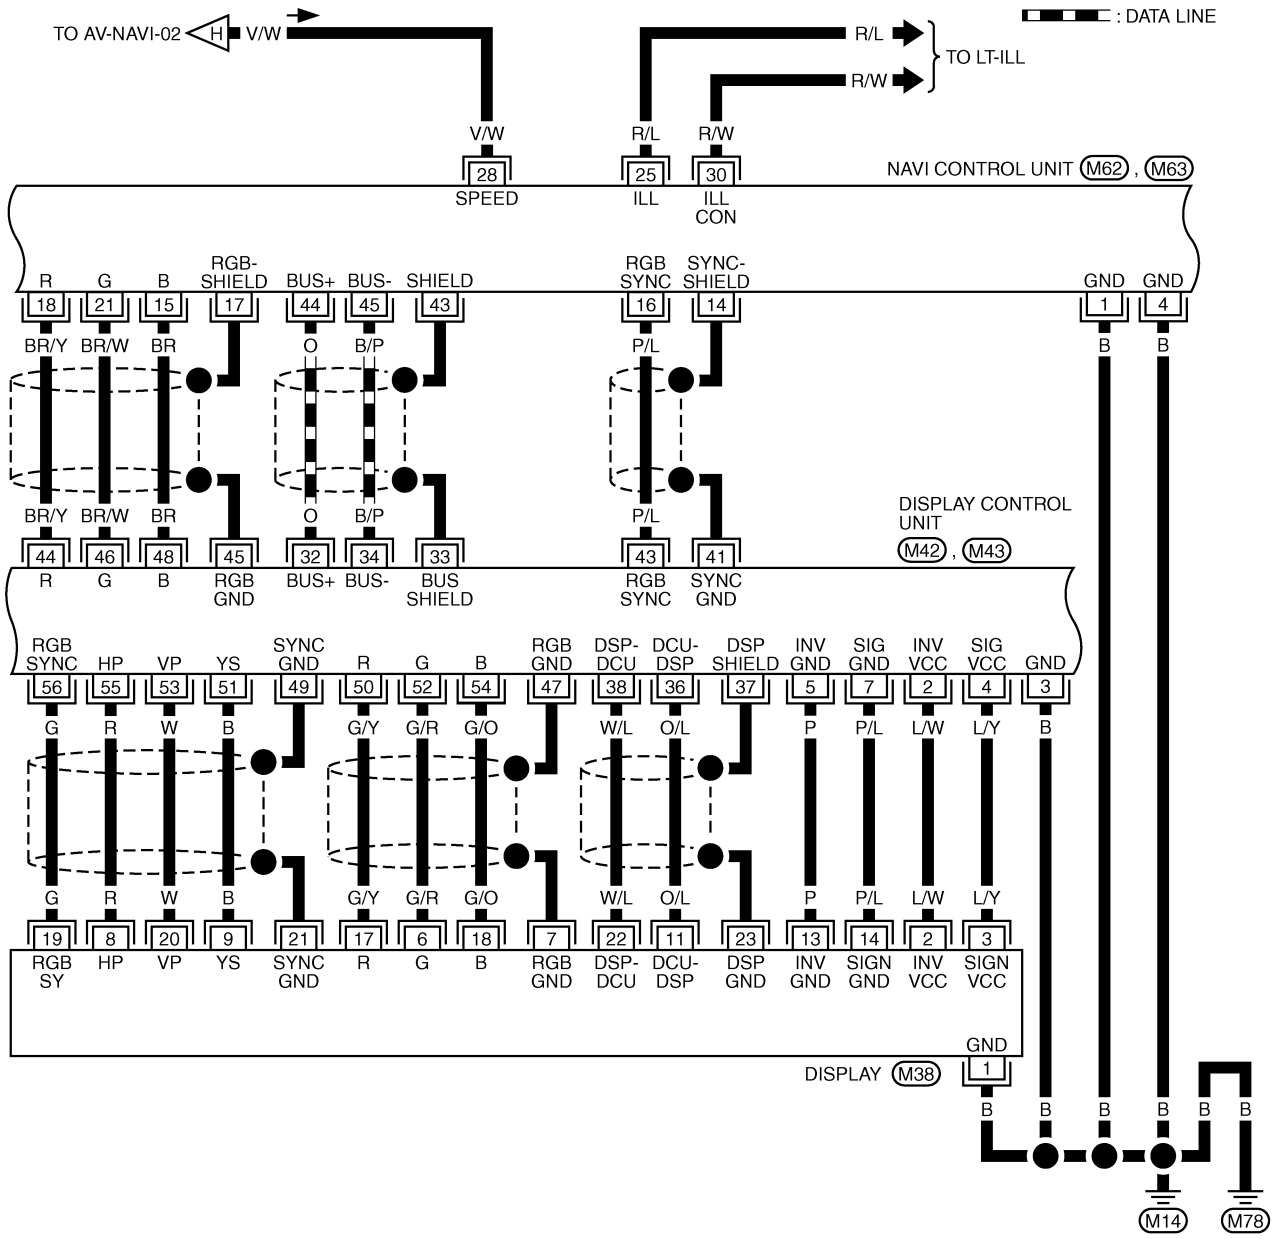 TO AV-NAVI-02 H V/W R/L TO LT-ILL : DATA LINE
R/W
V/W R/L R/W
28 25 30 NAVI CONTROL UNIT M62 , M63
SPEED ILL ILL
CON
RGB- RGB SYNC-
R G B SHIELD BUS+ BUS- SHIELD SYNC SHIELD GND GND
18 21 15 17 44 45 43 16 14 1 4
BR/Y BR/W BR O B/P P/L B B
BR/Y BR/W BR O B/P P/L
DISPLAY CONTROL
UNIT
M42 , M43
44 46 48 45 32 34 33 43 41
R G B RGB BUS+ BUS- BUS RGB SYNC
GND SHIELD SYNC GND
RGB SYNC RGB DSP- DCU- DSP INV SIG INV SIG
SYNC HP VP YS GND R G B GND DCU DSP SHIELD GND GND VCC VCC GND
56 55 53 51 49 50 52 54 47 38 36 37 5 7 2 4 3
G R W B G/Y G/R G/O W/L O/L P P/L L/W L/Y B
G R W B G/Y G/R G/O W/L O/L P P/L L/W L/Y
19 8 20 9 21 17 6 18 7 22 11 23 13 14 2 3
RGB HP VP YS SYNC R G B RGB DSP- DCU- DSP INV SIGN INV SIGN
SY GND GND DCU DSP GND GND GND VCC VCC
GND
DISPLAY M38 1
B B B B B B
M14 M78